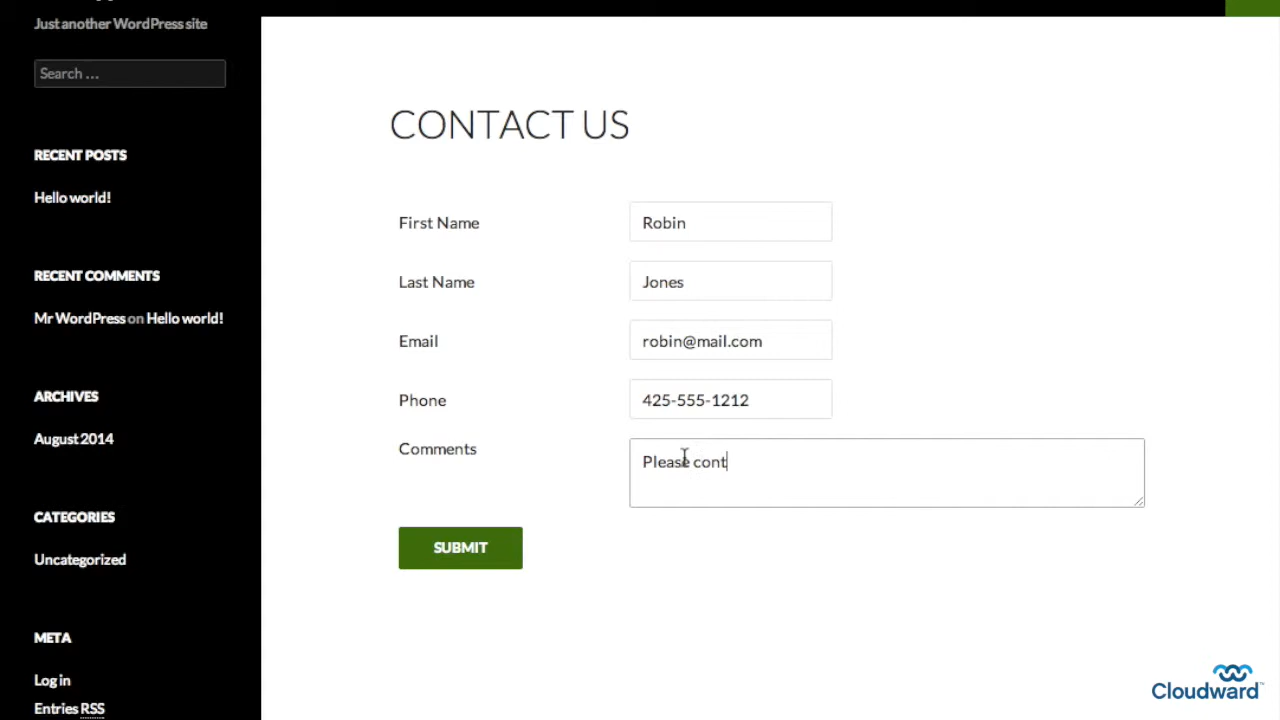 Just another WordPress site
Search …
RECENT POSTS
Hello world!
RECENT COMMENTS
Mr WordPress on Hello world!
ARCHIVES
August 2014
CATEGORIES
Uncategorized
META
Log in
Entries RSS
CONTACT US
First Name Robin
Last Name Jones
Email robin@mail.com
Phone 425-555-1212
Comments Please cont
SUBMIT
Cloudward™